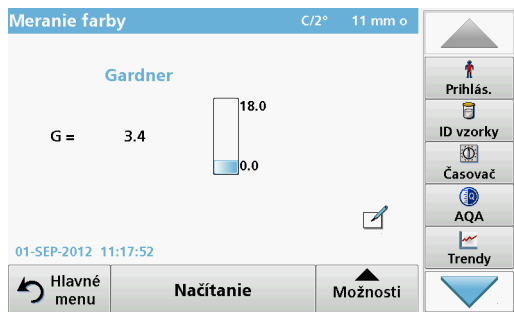 Meranie farby C/2° 11 mm o
Gardner
18.0
G = 3.4
0.0
01-SEP-2012 11:17:52
Hlavné
menu
Načítanie
Možnosti
Prihlás.
ID vzorky
Časovač
AQA
Trendy